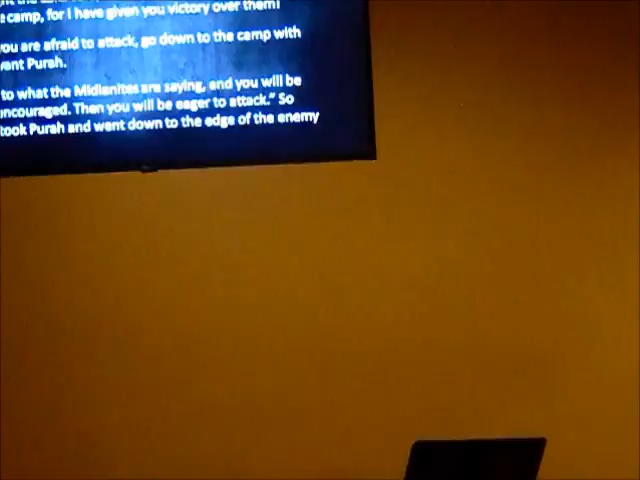 camp, for I have given you victory over them!
you are afraid to attack, go down to the camp with
Purah.
to what the Midianites are saying, and you will be
encouraged. Then you will be eager to attack." So
took Purah and went down to the edge of the enemy